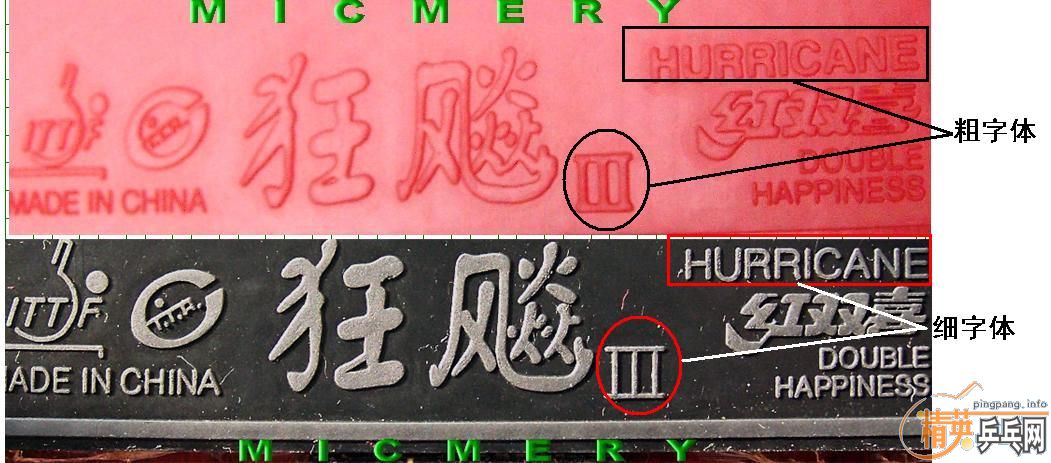 MICMERY
HURRICANE
粗字体
ITTF
狂飚 III
红双喜
DOUBLE
HAPPINESS
MADE IN CHINA
HURRICANE
细字体
ITTF
狂飚 III
红双喜
DOUBLE
HAPPINESS
ADE IN CHINA
pingpang.info
精英乒乓网
MICMERY